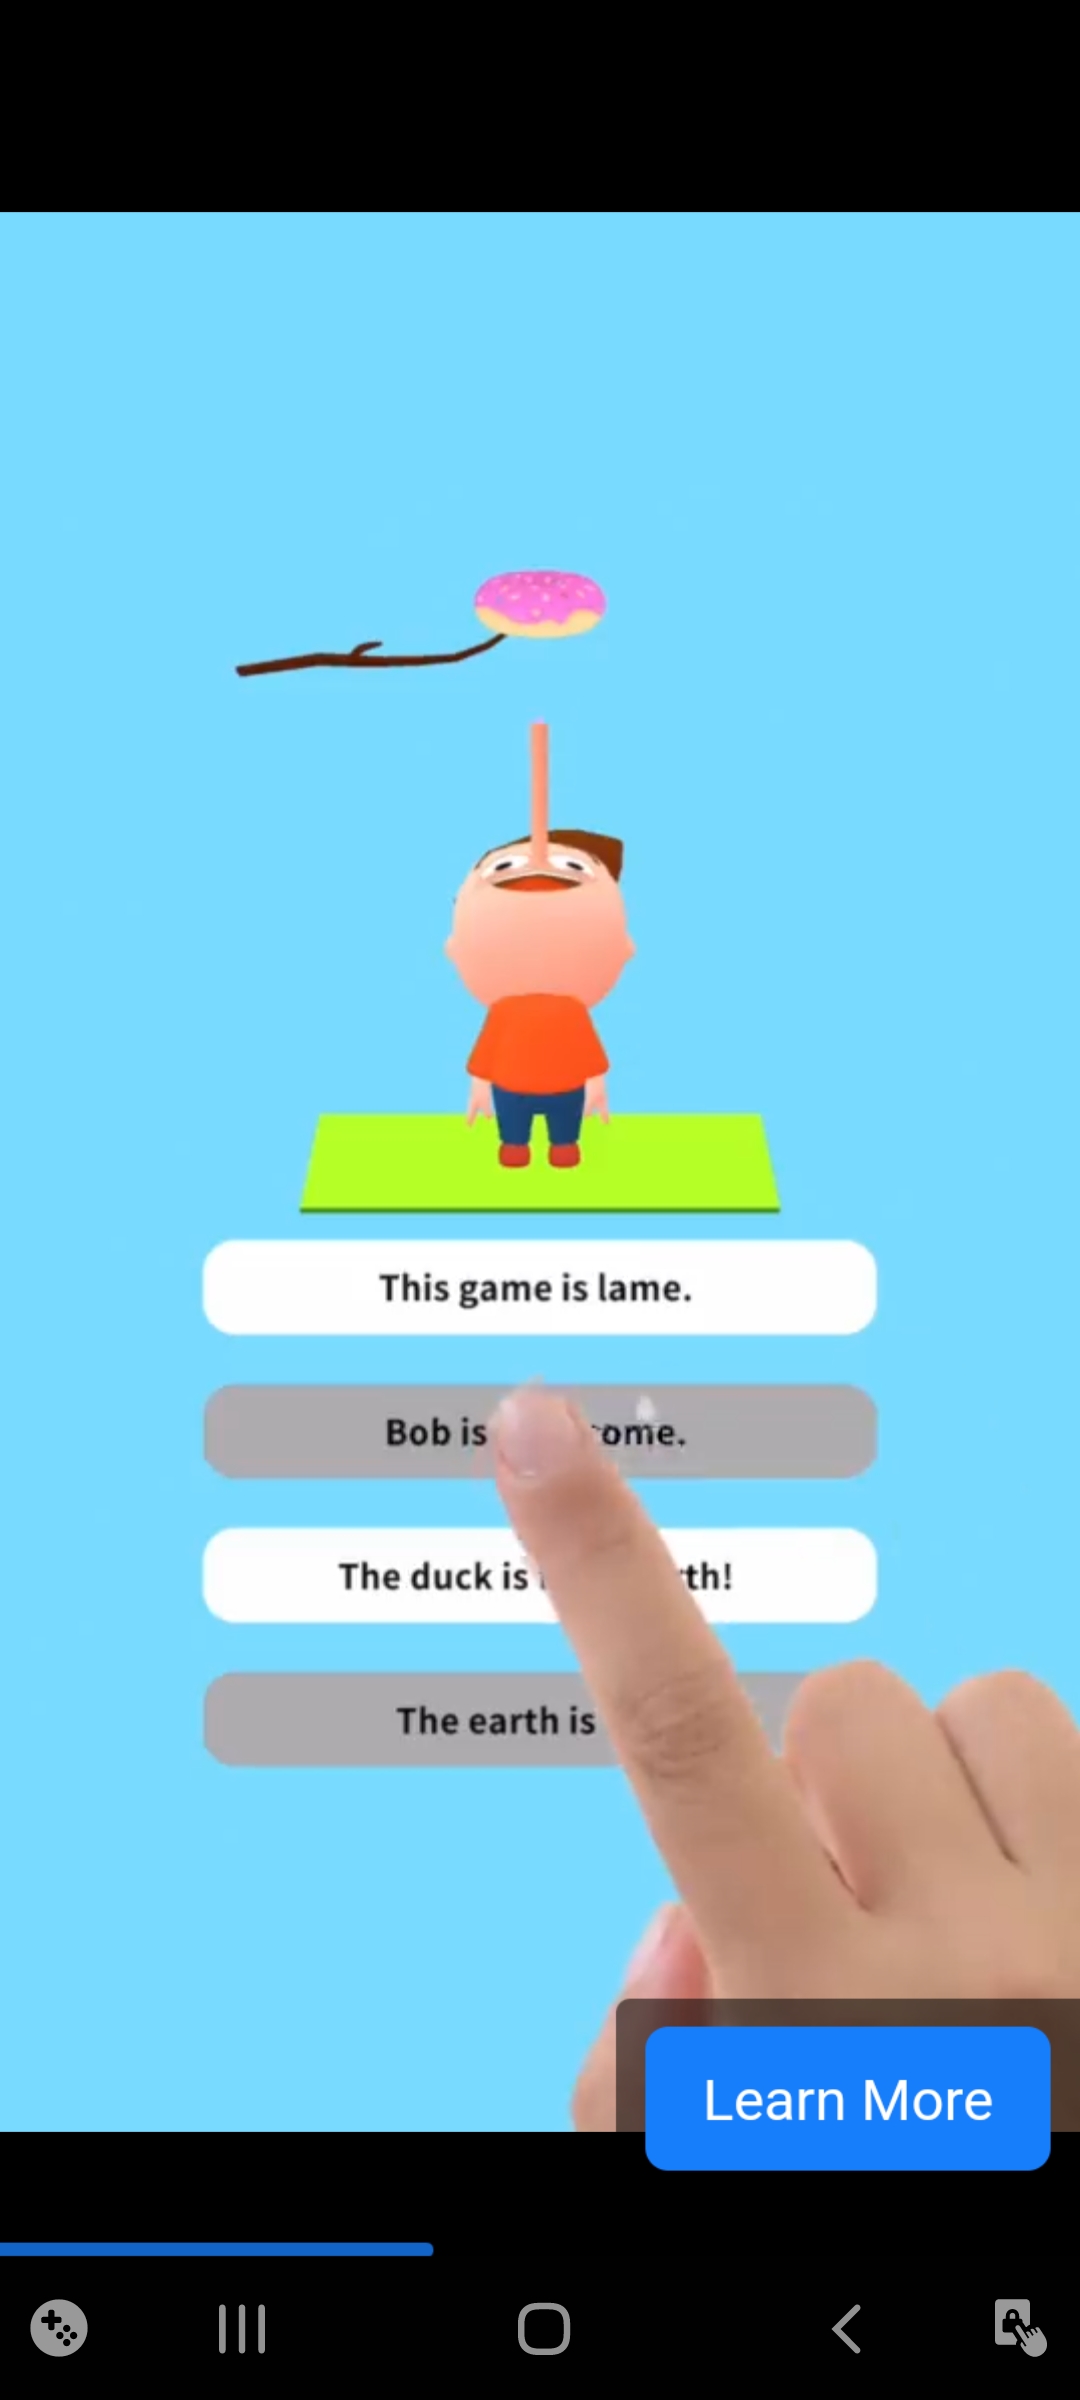 This game is lame.
Bob is ome.
The duck is th!
The earth is
Learn More